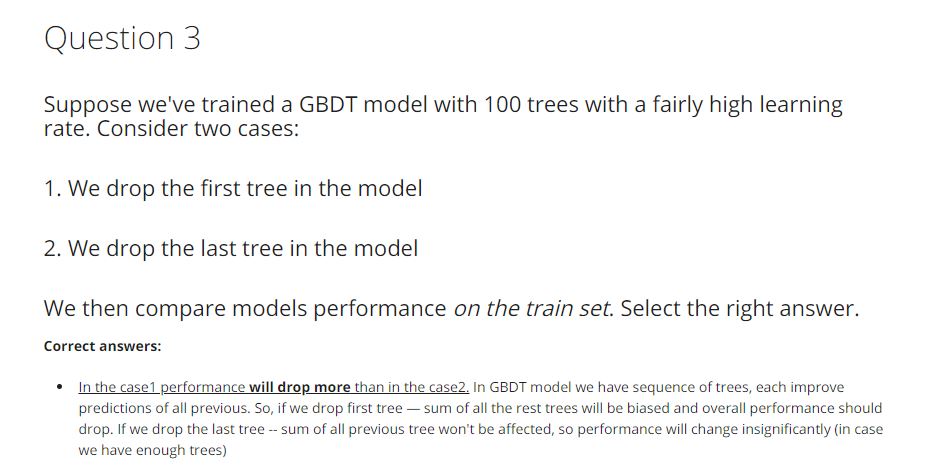 Question 3
Suppose we've trained a GBDT model with 100 trees with a fairly high learning
rate. Consider two cases:
1. We drop the first tree in the model
2. We drop the last tree in the model
We then compare models performance on the train set. Select the right answer.
Correct answers:
• In the case1 performance will drop more than in the case2. In GBDT model we have sequence of trees, each improve
predictions of all previous. So, if we drop first tree — sum of all the rest trees will be biased and overall performance should
drop. If we drop the last tree -- sum of all previous tree won't be affected, so performance will change insignificantly (in case
we have enough trees)